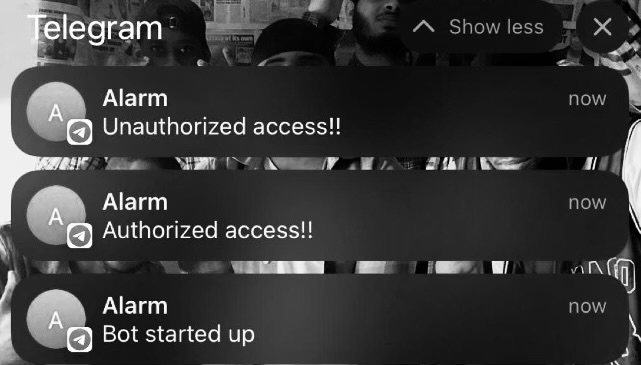 Telegram
Show less
Alarm
now
Unauthorized access!!
Alarm
now
Authorized access!!
Alarm
now
Bot started up